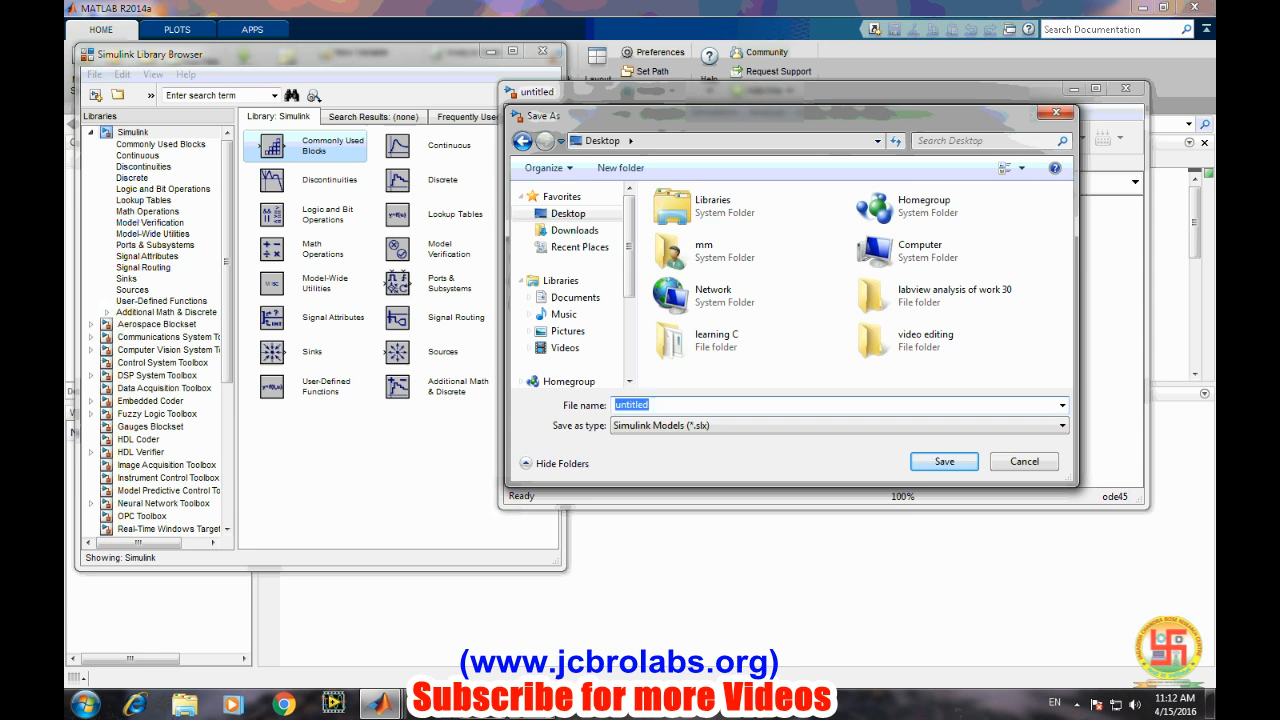 MATLAB R2014a
HOME PLOTS APPS
Search Documentation
Preferences
Community
Set Path
Request Support
Simulink Library Browser
File Edit View Help
» Enter search term
Libraries
Library: Simulink
Search Results: (none)
Frequently Use
Simulink
Commonly Used Blocks
Continuous
Discontinuities
Discrete
Logic and Bit Operations
Lookup Tables
Math Operations
Model Verification
Model-Wide Utilities
Ports & Subsystems
Signal Attributes
Signal Routing
Sinks
Sources
User-Defined Functions
Additional Math & Discrete
Aerospace Blockset
Communications System To
Computer Vision System T
Control System Toolbox
DSP System Toolbox
Data Acquisition Toolbox
Embedded Coder
Fuzzy Logic Toolbox
Gauges Blockset
HDL Coder
HDL Verifier
Image Acquisition Toolbox
Instrument Control Toolbox
Model Predictive Control To
Neural Network Toolbox
OPC Toolbox
Real-Time Windows Target
Showing: Simulink
Commonly Used
Blocks
Continuous
Discontinuities
Discrete
Logic and Bit
Operations
Lookup Tables
Math
Operations
Model
Verification
Model-Wide
Utilities
Ports &
Subsystems
Signal Attributes
Signal Routing
Sinks
Sources
User-Defined
Functions
Additional Math
& Discrete
untitled
Save As
Desktop
Search Desktop
Organize
New folder
Favorites
Desktop
Downloads
Recent Places
Libraries
Documents
Music
Pictures
Videos
Homegroup
Libraries
System Folder
Homegroup
System Folder
mm
System Folder
Computer
System Folder
Network
System Folder
labview analysis of work 30
File folder
learning C
File folder
video editing
File folder
File name: untitled
Save as type: Simulink Models (*.slx)
Hide Folders
Save
Cancel
Ready
100%
ode45
(www.jcbrolabs.org)
Subscribe for more Videos
EN
11:12 AM
4/15/2016